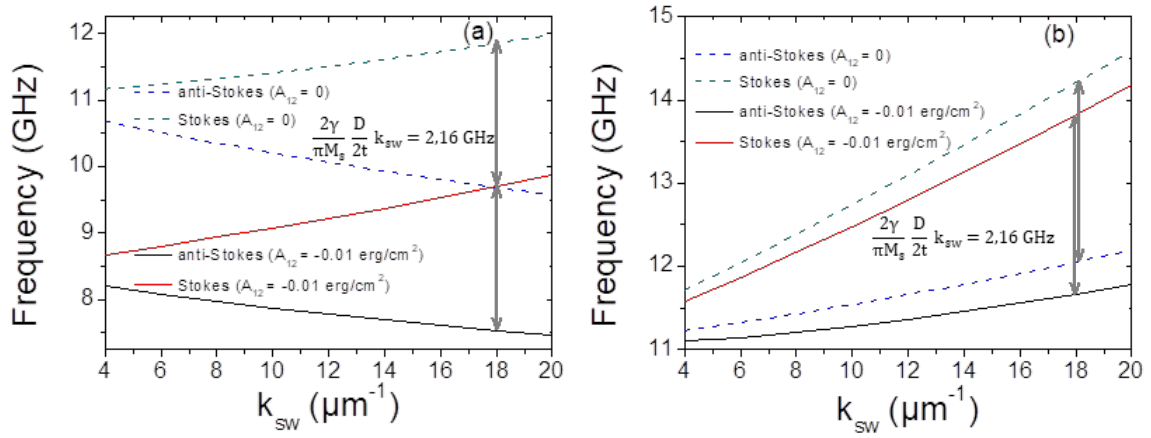 (a)
12
11
10
9
8
Frequency (GHz)
anti-Stokes (A₁₂ = 0)
Stokes (A₁₂ = 0)
2γ/πMₛ D/2t k_sw = 2,16 GHz
anti-Stokes (A₁₂ = -0.01 erg/cm²)
Stokes (A₁₂ = -0.01 erg/cm²)
4 6 8 10 12 14 16 18 20
k_sw (μm⁻¹)
(b)
15
14
13
12
11
Frequency (GHz)
anti-Stokes (A₁₂ = 0)
Stokes (A₁₂ = 0)
anti-Stokes (A₁₂ = -0.01 erg/cm²)
Stokes (A₁₂ = -0.01 erg/cm²)
2γ/πMₛ D/2t k_sw = 2,16 GHz
4 6 8 10 12 14 16 18 20
k_sw (μm⁻¹)